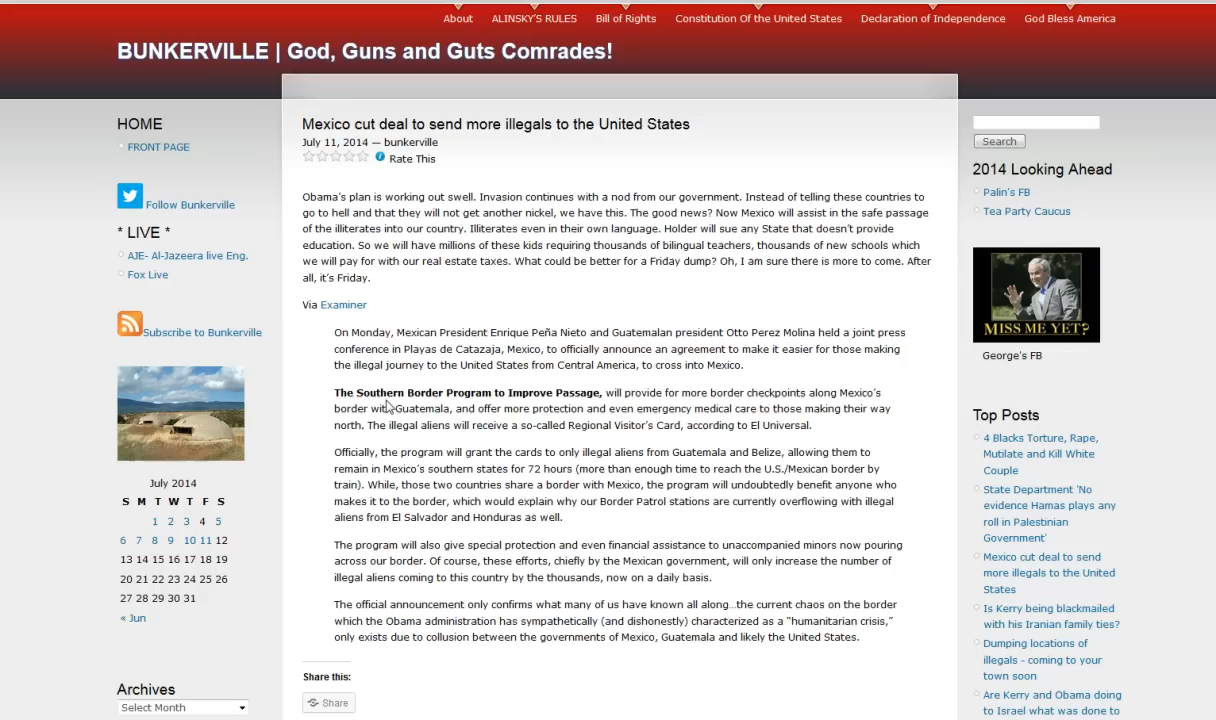 About ALINSKY'S RULES Bill of Rights Constitution Of the United States Declaration of Independence God Bless America
BUNKERVILLE | God, Guns and Guts Comrades!
HOME
FRONT PAGE
Follow Bunkerville
* LIVE *
AJE- Al-Jazeera live Eng.
Fox Live
Subscribe to Bunkerville
July 2014
S M T W T F S
1 2 3 4 5
6 7 8 9 10 11 12
13 14 15 16 17 18 19
20 21 22 23 24 25 26
27 28 29 30 31
« Jun
Archives
Select Month
Mexico cut deal to send more illegals to the United States
July 11, 2014 — bunkerville
Rate This
Obama's plan is working out swell. Invasion continues with a nod from our government. Instead of telling these countries to
go to hell and that they will not get another nickel, we have this. The good news? Now Mexico will assist in the safe passage
of the illiterates into our country. Illiterates even in their own language. Holder will sue any State that doesn't provide
education. So we will have millions of these kids requiring thousands of bilingual teachers, thousands of new schools which
we will pay for with our real estate taxes. What could be better for a Friday dump? Oh, I am sure there is more to come. After
all, it's Friday.
Via Examiner
On Monday, Mexican President Enrique Peña Nieto and Guatemalan president Otto Perez Molina held a joint press
conference in Playas de Catazaja, Mexico, to officially announce an agreement to make it easier for those making
the illegal journey to the United States from Central America, to cross into Mexico.
The Southern Border Program to Improve Passage, will provide for more border checkpoints along Mexico's
border with Guatemala, and offer more protection and even emergency medical care to those making their way
north. The illegal aliens will receive a so-called Regional Visitor's Card, according to El Universal.
Officially, the program will grant the cards to only illegal aliens from Guatemala and Belize, allowing them to
remain in Mexico's southern states for 72 hours (more than enough time to reach the U.S./Mexican border by
train). While, those two countries share a border with Mexico, the program will undoubtedly benefit anyone who
makes it to the border, which would explain why our Border Patrol stations are currently overflowing with illegal
aliens from El Salvador and Honduras as well.
The program will also give special protection and even financial assistance to unaccompanied minors now pouring
across our border. Of course, these efforts, chiefly by the Mexican government, will only increase the number of
illegal aliens coming to this country by the thousands, now on a daily basis.
The official announcement only confirms what many of us have known all along…the current chaos on the border
which the Obama administration has sympathetically (and dishonestly) characterized as a "humanitarian crisis,"
only exists due to collusion between the governments of Mexico, Guatemala and likely the United States.
Share this:
Share
Search
2014 Looking Ahead
Palin's FB
Tea Party Caucus
MISS ME YET?
George's FB
Top Posts
4 Blacks Torture, Rape,
Mutilate and Kill White
Couple
State Department 'No
evidence Hamas plays any
roll in Palestinian
Government'
Mexico cut deal to send
more illegals to the United
States
Is Kerry being blackmailed
with his Iranian family ties?
Dumping locations of
illegals - coming to your
town soon
Are Kerry and Obama doing
to Israel what was done to